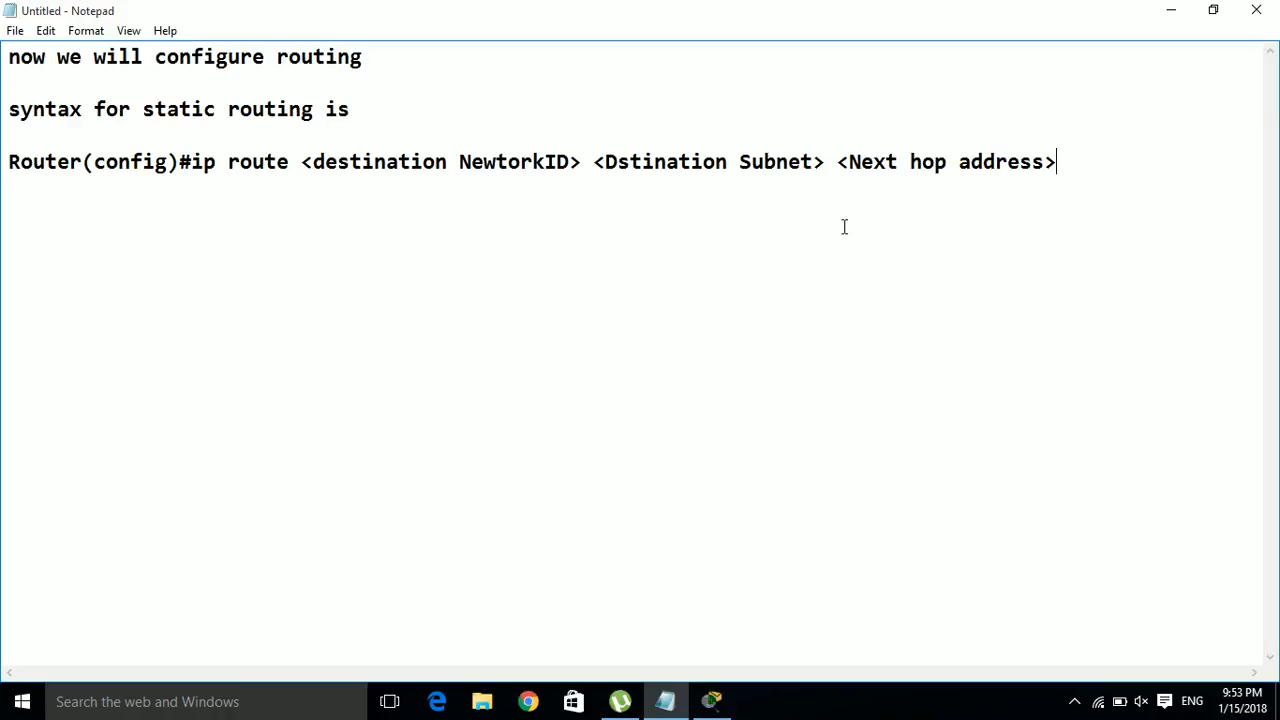 Untitled - Notepad
File Edit Format View Help
now we will configure routing
syntax for static routing is
Router(config)#ip route <destination NewtorkID> <Dstination Subnet> <Next hop address>
Search the web and Windows
ENG
9:53 PM
1/15/2018